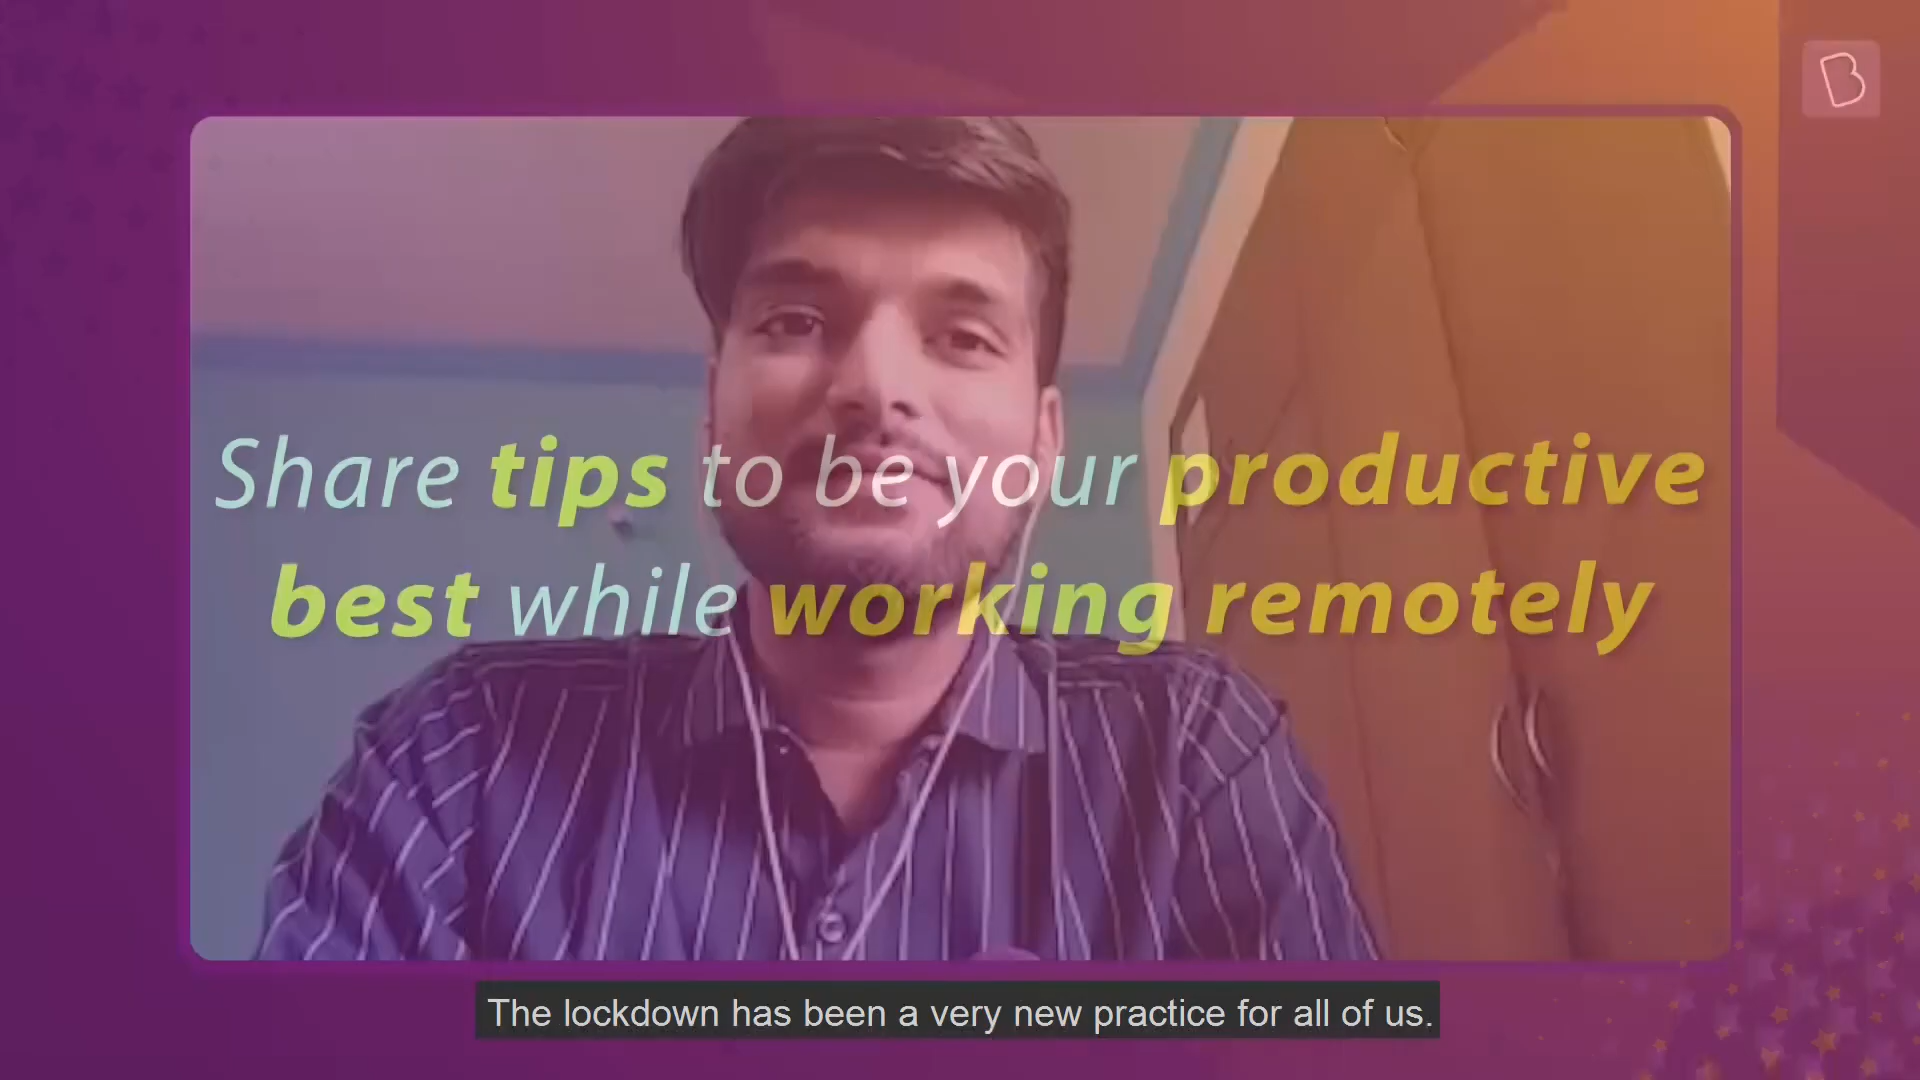 B
Share tips to be your productive
best while working remotely
The lockdown has been a very new practice for all of us.